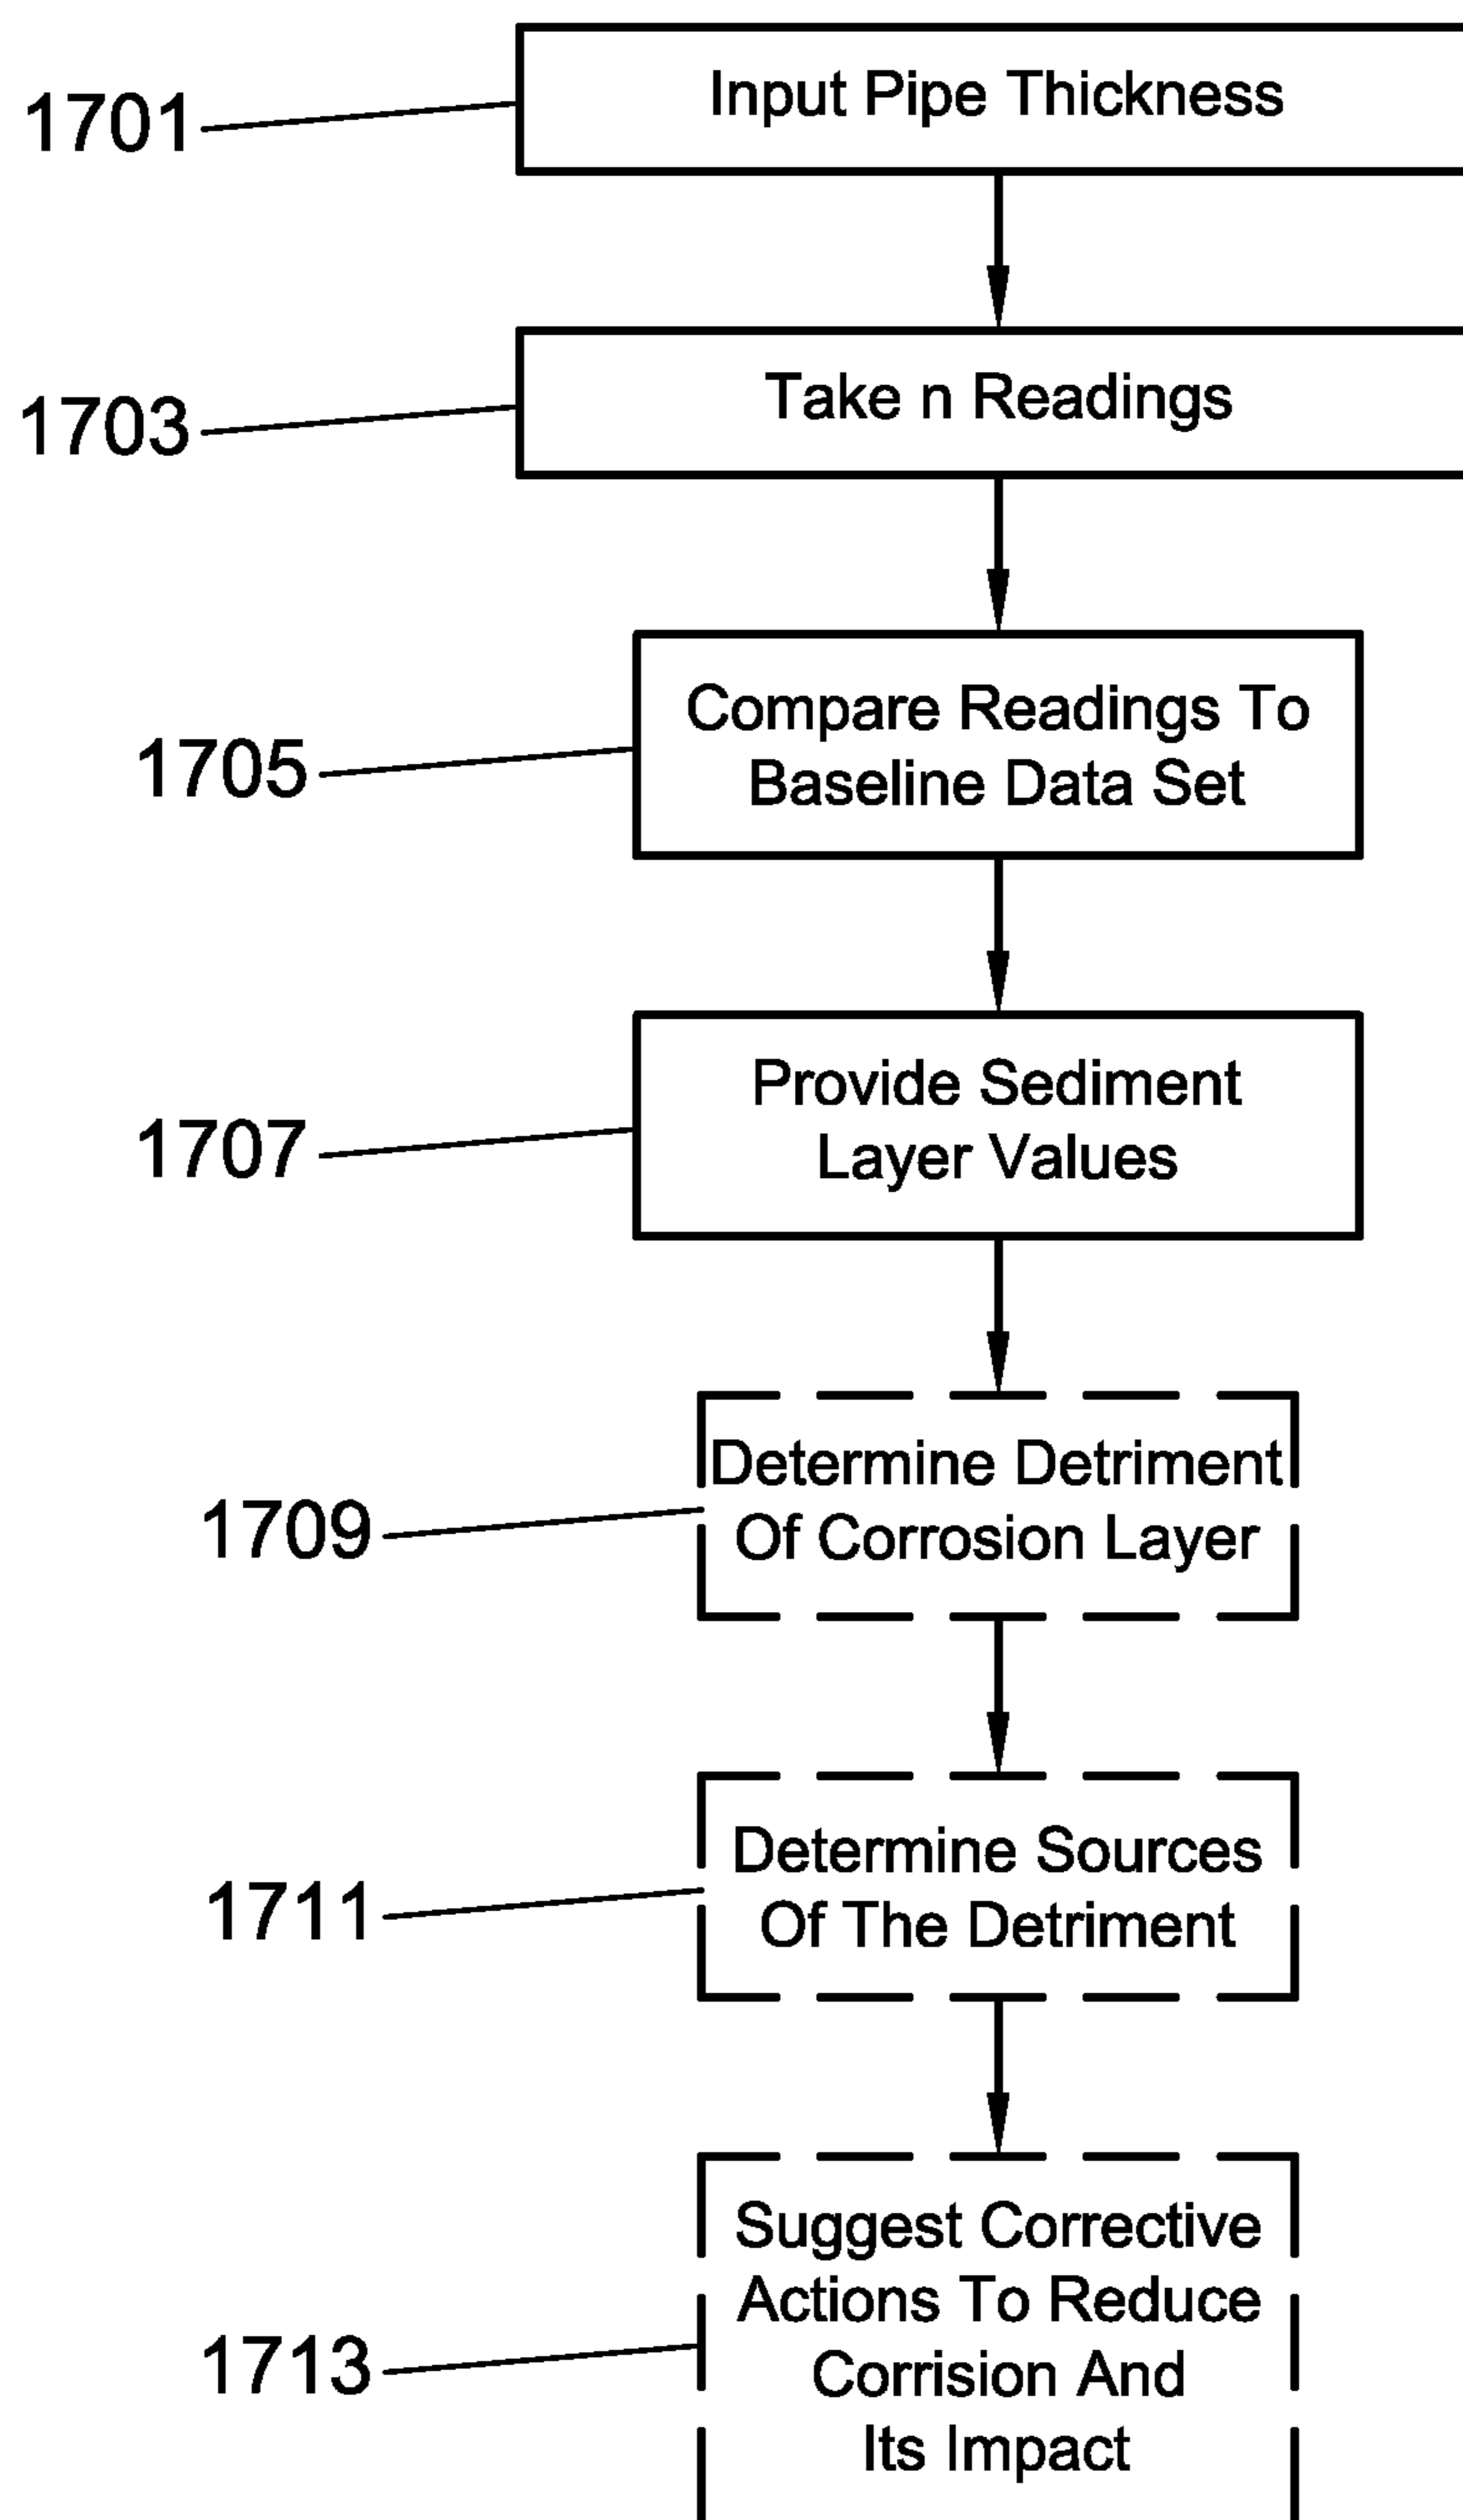 1701
Input Pipe Thickness
1703
Take n Readings
Compare Readings To
1705
Baseline Data Set
Provide Sediment
1707
Layer Values
Determine Detriment
1709
Of Corrosion Layer
Determine Sources
1711
Of The Detriment
Suggest Corrective
Actions To Reduce
1713
Corrision And
Its Impact